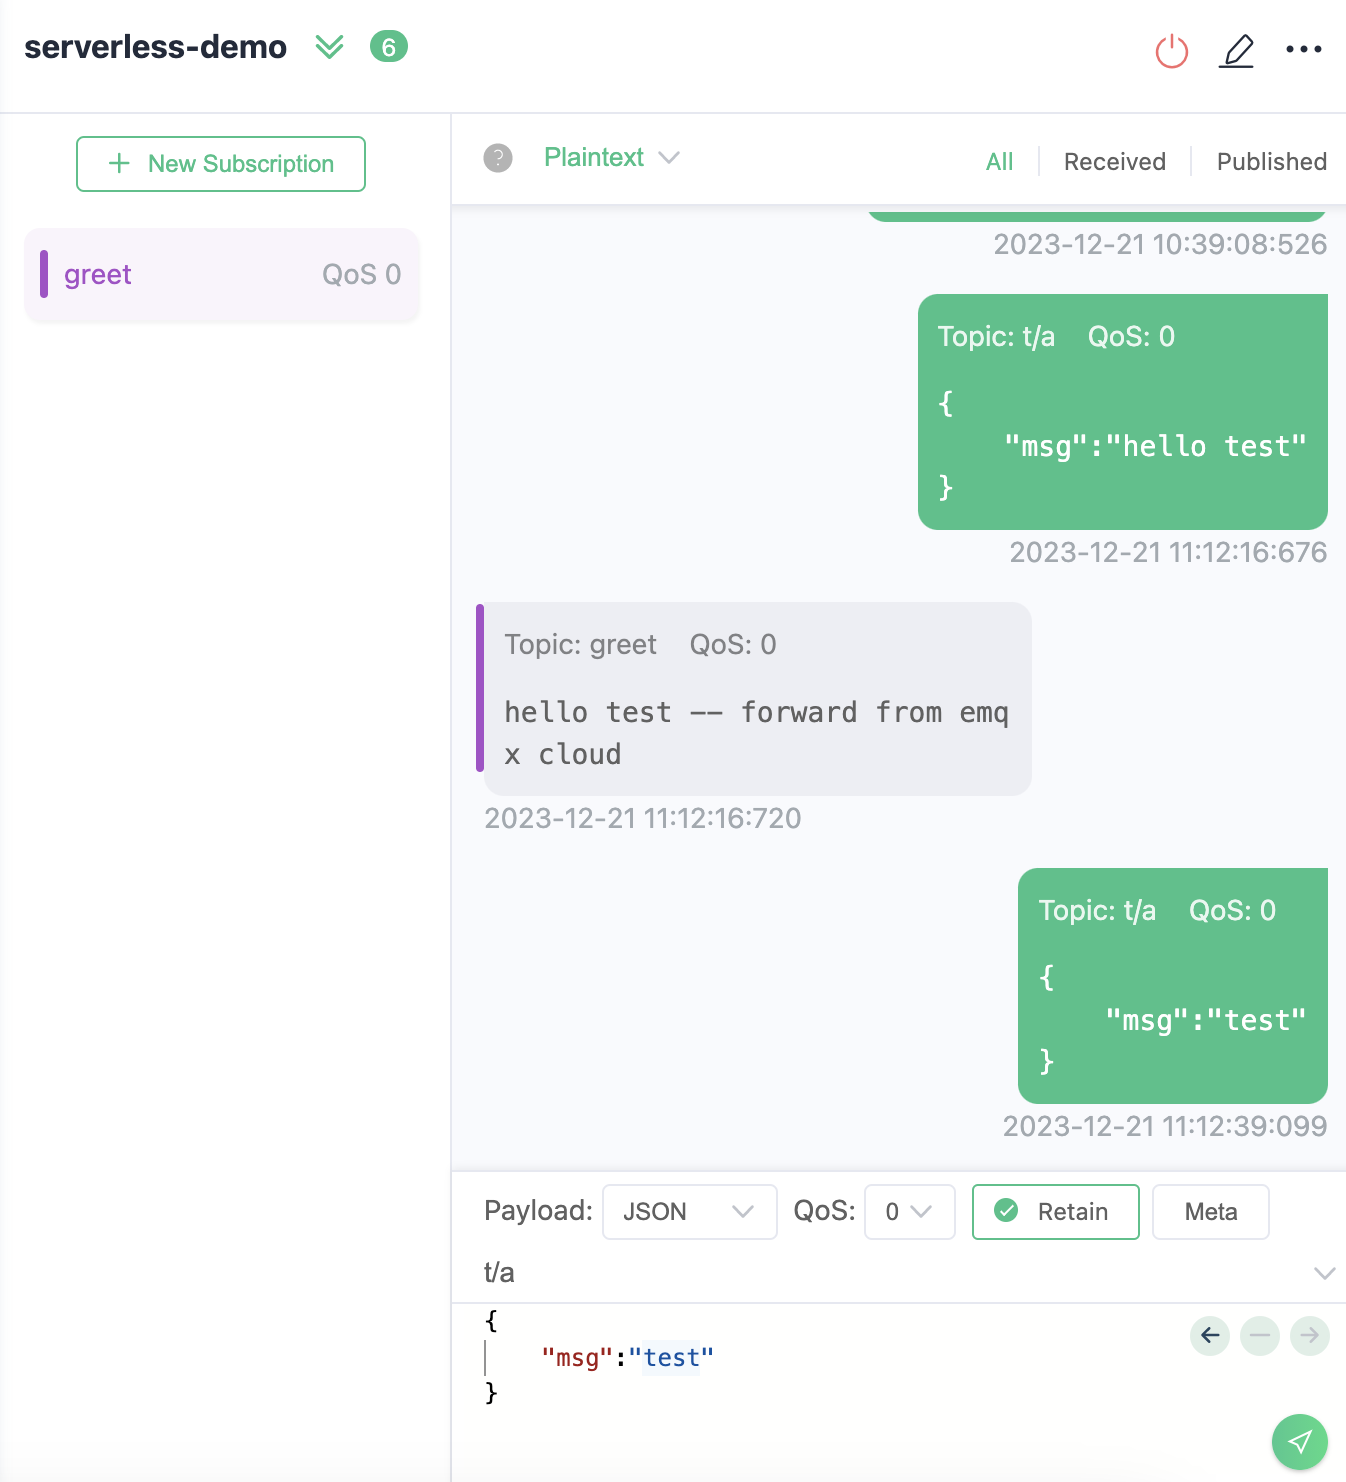 serverless-demo 6
New Subscription
greet QoS 0
? Plaintext All Received Published
2023-12-21 10:39:08:526
Topic: t/a QoS: 0
{
"msg":"hello test"
}
2023-12-21 11:12:16:676
Topic: greet QoS: 0
hello test -- forward from emq
x cloud
2023-12-21 11:12:16:720
Topic: t/a QoS: 0
{
"msg":"test"
}
2023-12-21 11:12:39:099
Payload: JSON QoS: 0 Retain Meta
t/a
{
"msg":"test"
}